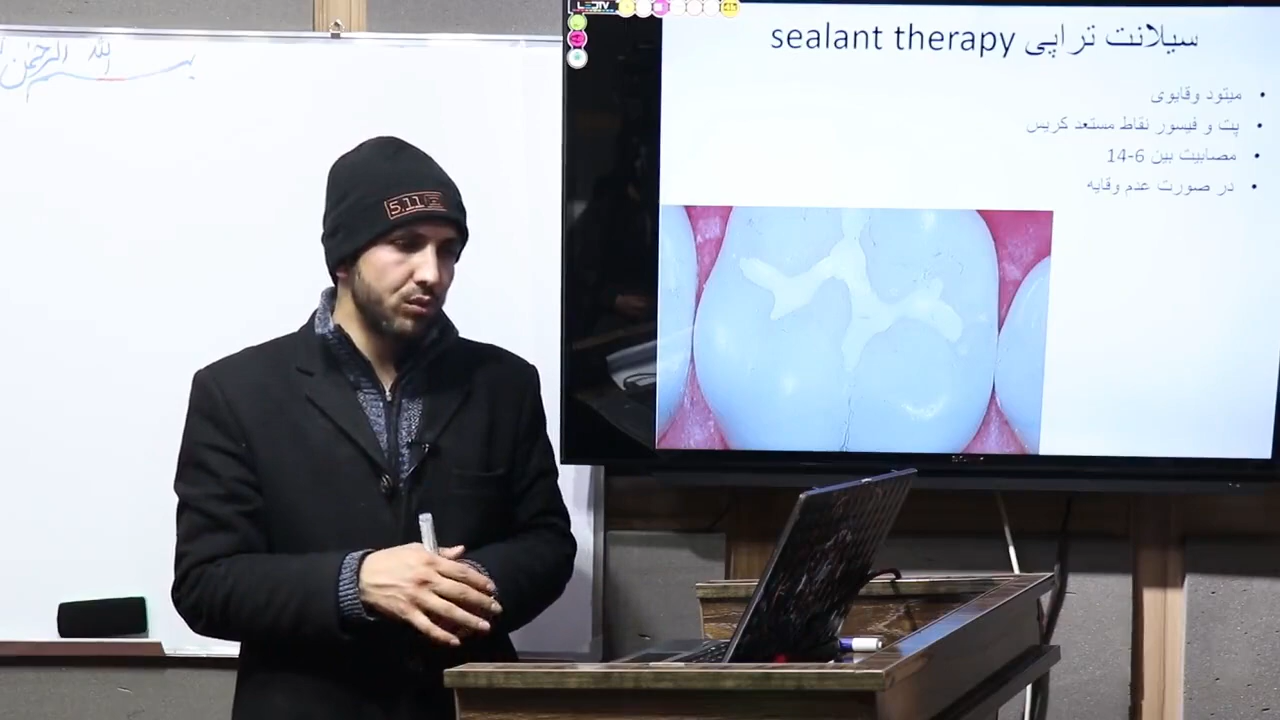 بسم الله الرحمن
سیلانت تراپی sealant therapy
• میتود وقایوی
• پت و فیسور نقاط مستعد کریس
• مصابیت بین 6-14
• در صورت عدم وقایه
5.11